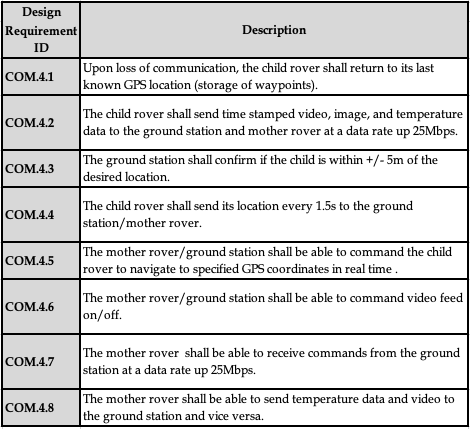 Design
Requirement
ID
Description
COM.4.1
Upon loss of communication, the child rover shall return to its last
known GPS location (storage of waypoints).
COM.4.2
The child rover shall send time stamped video, image, and temperature
data to the ground station and mother rover at a data rate up 25Mbps.
COM.4.3
The ground station shall confirm if the child is within +/- 5m of the
desired location.
COM.4.4
The child rover shall send its location every 1.5s to the ground
station/mother rover.
COM.4.5
The mother rover/ground station shall be able to command the child
rover to navigate to specified GPS coordinates in real time .
COM.4.6
The mother rover/ground station shall be able to command video feed
on/off.
COM.4.7
The mother rover  shall be able to receive commands from the ground
station at a data rate up 25Mbps.
COM.4.8
The mother rover shall be able to send temperature data and video to
the ground station and vice versa.